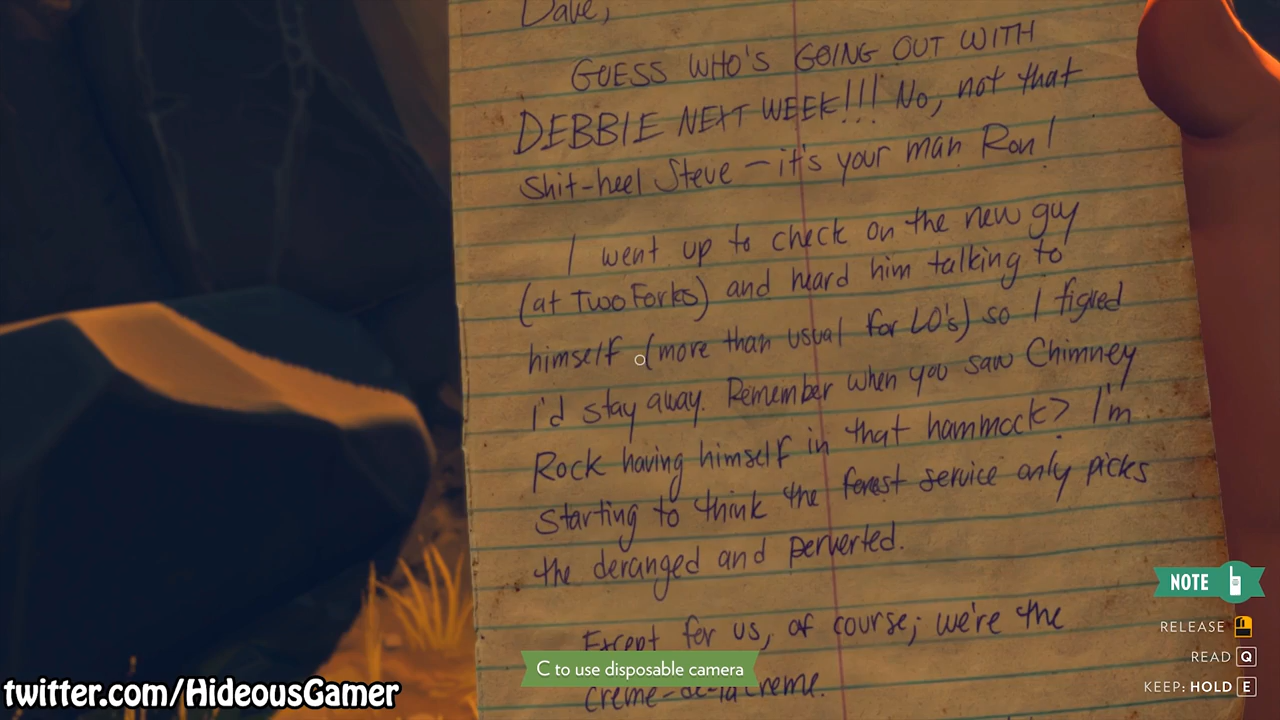 Dave,
GUESS WHO'S GOING OUT WITH
DEBBIE NEXT WEEK!!! No, not that
Shit-heel Steve – it's your man Ron!
I went up to check on the new guy
(at Two Forks) and heard him talking to
himself (more than usual for LO's) so I figred
I'd stay away. Remember when you saw Chimney
Rock having himself in that hammock? I'm
starting to think the forest service only picks
the deranged and perverted.
Except for us, of course; we're the
creme-de-la creme.
C to use disposable camera
NOTE
RELEASE
READ Q
KEEP: HOLD E
twitter.com/HideousGamer